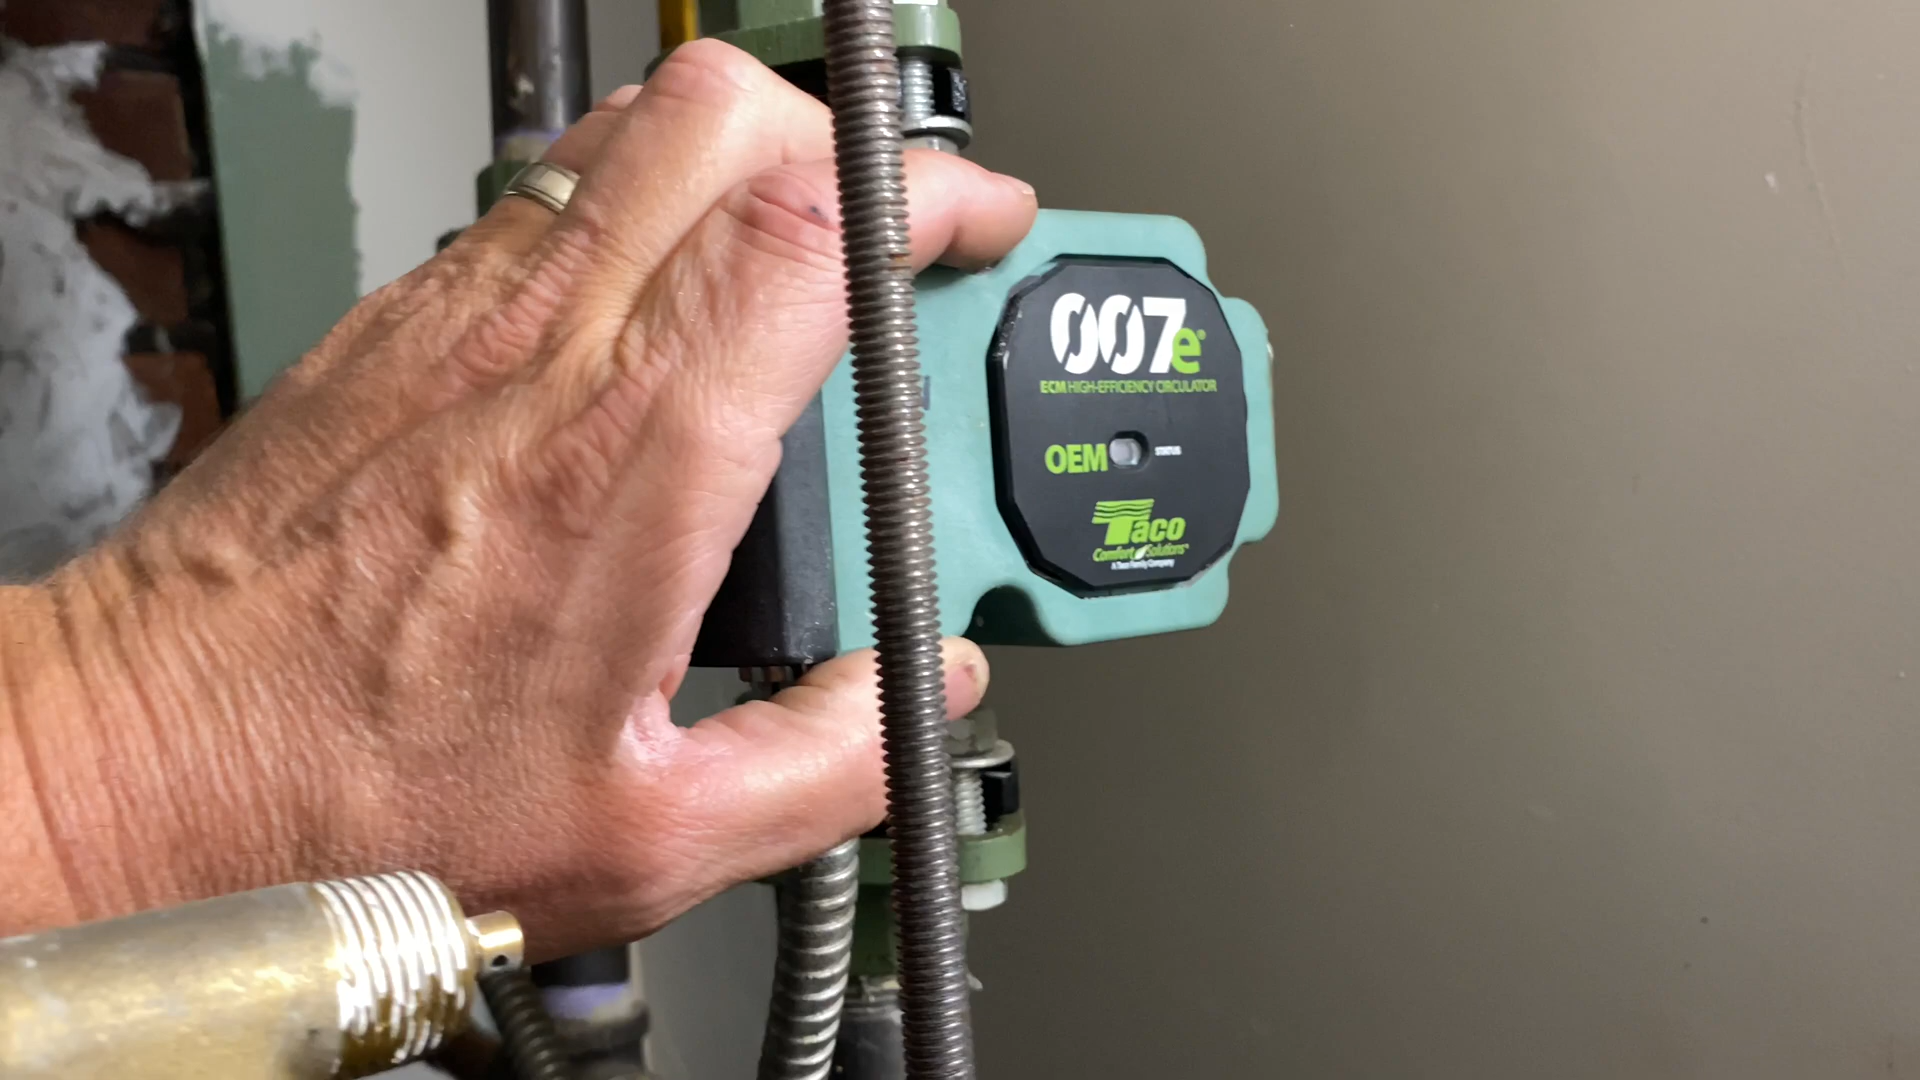 007e®
ECM HIGH-EFFICIENCY CIRCULATOR
OEM STATUS
Taco
Comfort Solutions
A Taco Family Company